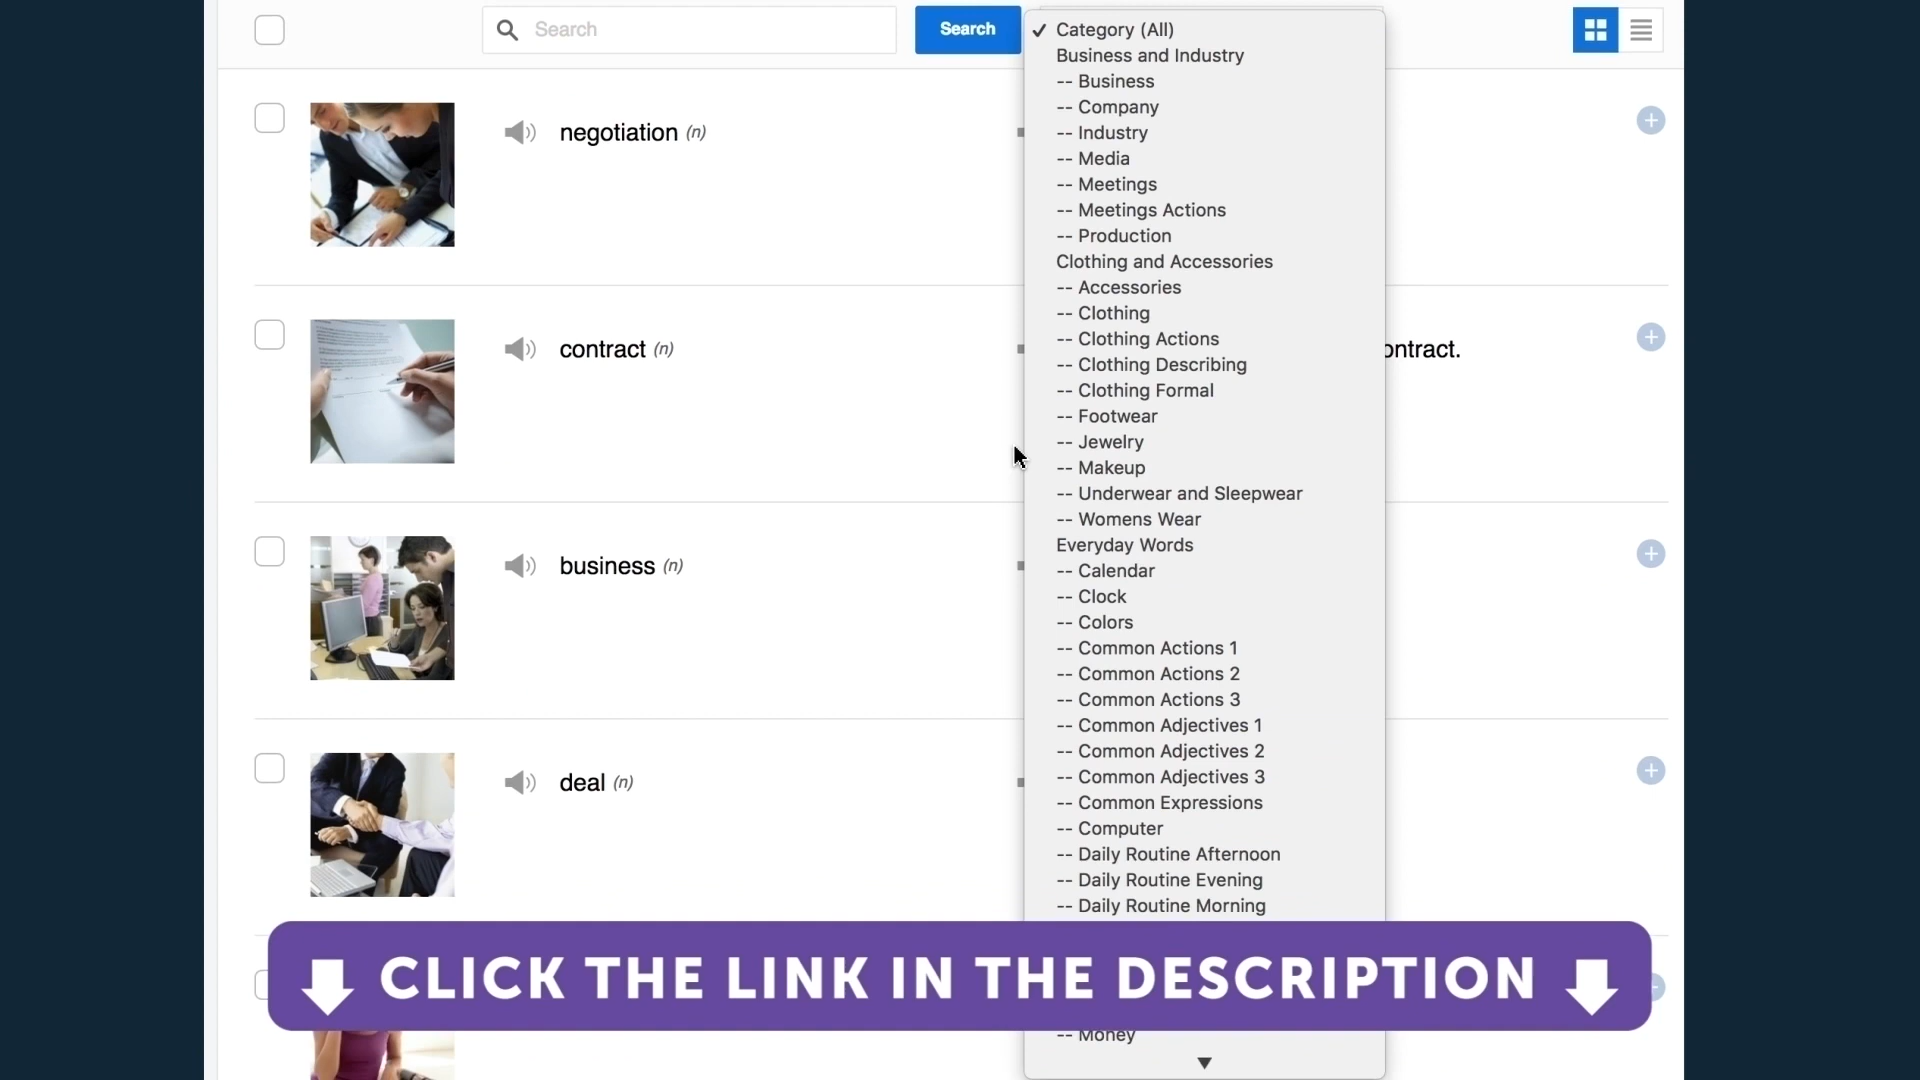 Search
Search
✓ Category (All)
Business and Industry
-- Business
-- Company
-- Industry
-- Media
-- Meetings
-- Meetings Actions
-- Production
Clothing and Accessories
-- Accessories
-- Clothing
-- Clothing Actions
-- Clothing Describing
-- Clothing Formal
-- Footwear
-- Jewelry
-- Makeup
-- Underwear and Sleepwear
-- Womens Wear
Everyday Words
-- Calendar
-- Clock
-- Colors
-- Common Actions 1
-- Common Actions 2
-- Common Actions 3
-- Common Adjectives 1
-- Common Adjectives 2
-- Common Adjectives 3
-- Common Expressions
-- Computer
-- Daily Routine Afternoon
-- Daily Routine Evening
-- Daily Routine Morning
-- Money
negotiation (n)
contract (n)
ontract.
business (n)
deal (n)
CLICK THE LINK IN THE DESCRIPTION